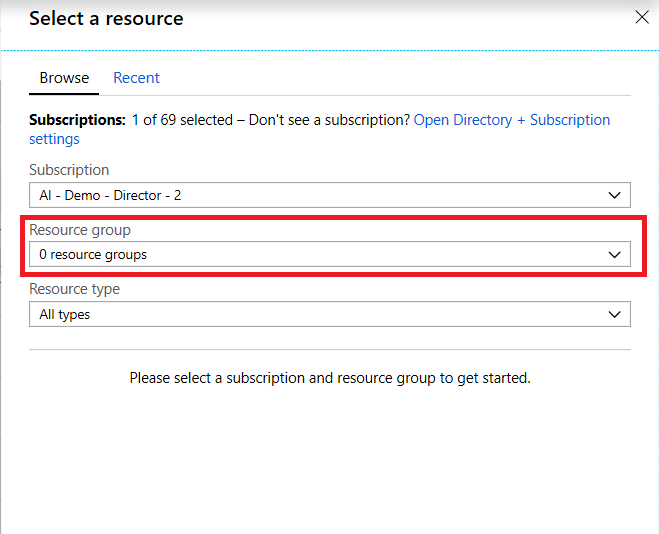 Select a resource
Browse
Recent
Subscriptions: 1 of 69 selected – Don't see a subscription? Open Directory + Subscription
settings
Subscription
AI - Demo - Director - 2
Resource group
0 resource groups
Resource type
All types
Please select a subscription and resource group to get started.